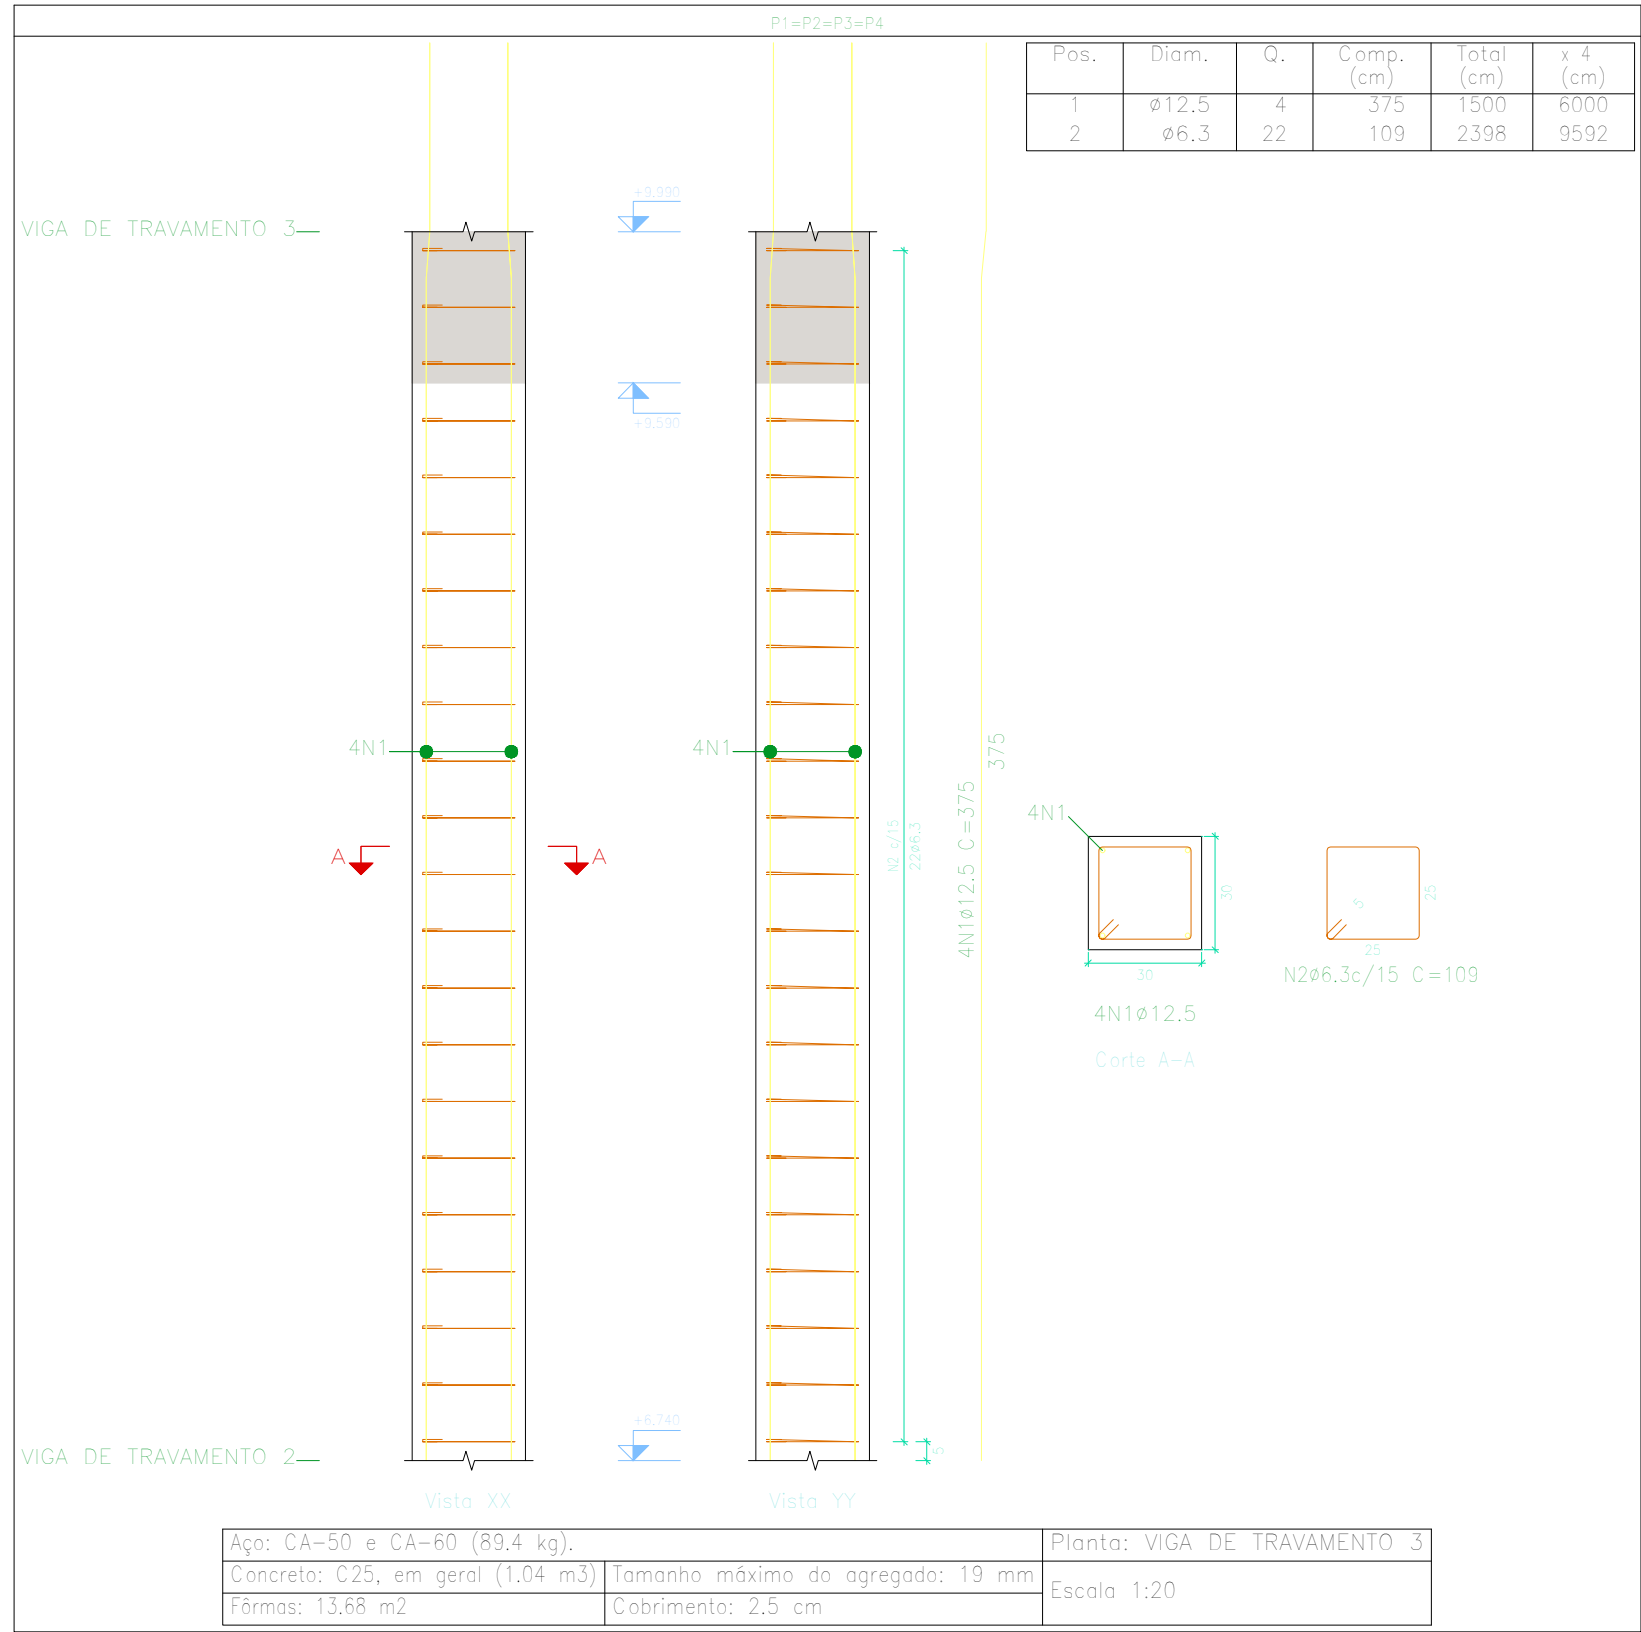 P1=P2=P3=P4
Pos. Diam. Q. Comp. (cm) Total (cm) x 4 (cm)
1 ø12.5 4 375 1500 6000
2 ø6.3 22 109 2398 9592
+9.990
VIGA DE TRAVAMENTO 3
+9.590
4N1
4N1
375
4N1ø12.5 C=375
N2 c/15
22ø6.3
4N1
A
A
30
30
4N1ø12.5
Corte A-A
5
25
25
N2ø6.3c/15 C=109
+6.740
5
VIGA DE TRAVAMENTO 2
Vista XX
Vista YY
Aço: CA-50 e CA-60 (89.4 kg).
Concreto: C25, em geral (1.04 m3)
Tamanho máximo do agregado: 19 mm
Fôrmas: 13.68 m2
Cobrimento: 2.5 cm
Planta: VIGA DE TRAVAMENTO 3
Escala 1:20